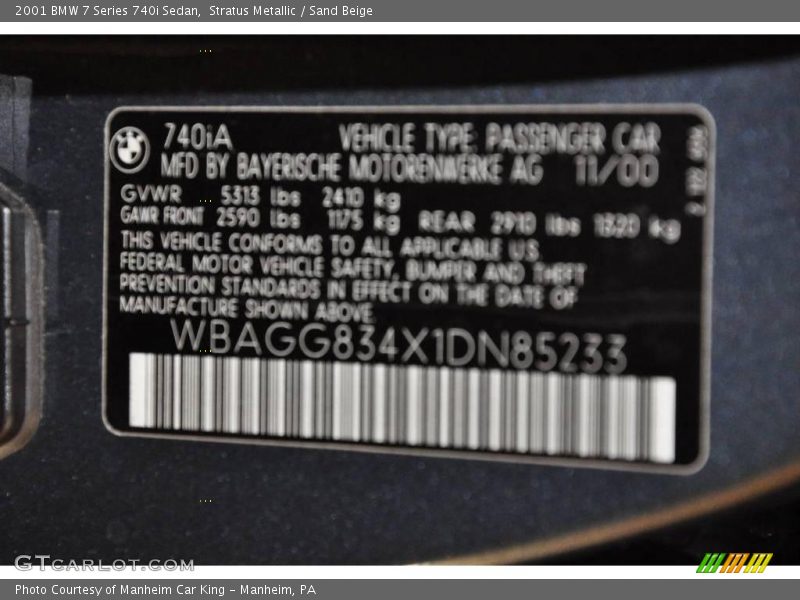 2001 BMW 7 Series 740i Sedan,  Stratus Metallic / Sand Beige
740iA VEHICLE TYPE: PASSENGER CAR
MFD BY BAYERISCHE MOTORENWERKE AG 11/00
GVWR 5313 lbs 2410 kg
GAWR FRONT 2590 lbs 1175 kg REAR 2910 lbs 1320 kg
THIS VEHICLE CONFORMS TO ALL APPLICABLE U.S.
FEDERAL MOTOR VEHICLE SAFETY, BUMPER AND THEFT
PREVENTION STANDARDS IN EFFECT ON THE DATE OF
MANUFACTURE SHOWN ABOVE.
WBAGG834X1DN85233
GTCARLOT.COM
Photo Courtesy of Manheim Car King - Manheim, PA